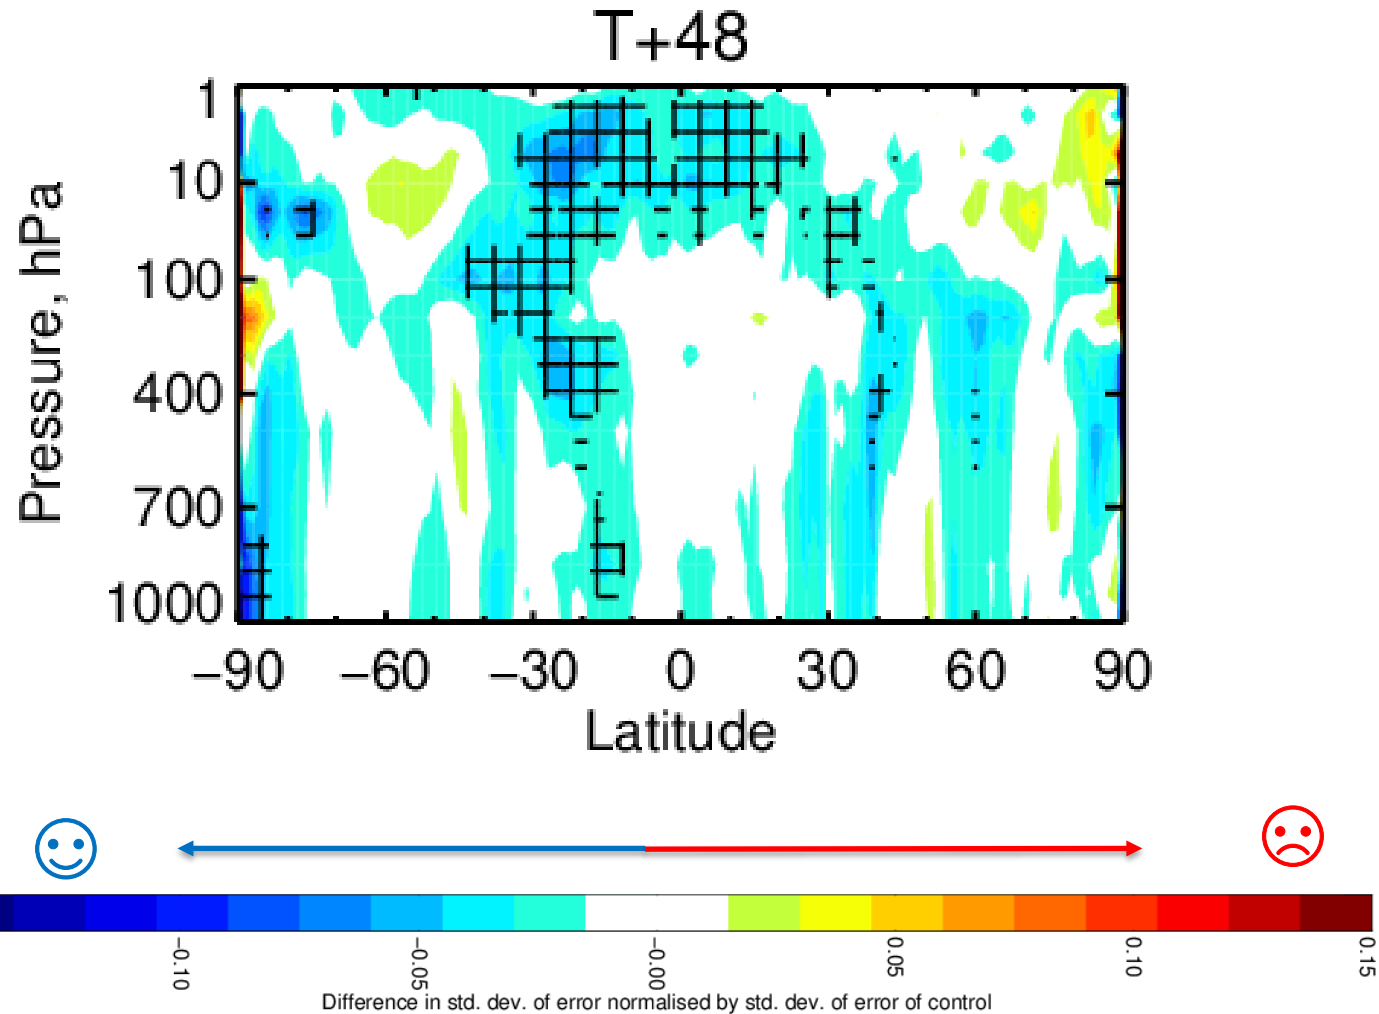 T+48
Pressure, hPa
1
10
100
400
700
1000
−90 −60 −30 0 30 60 90
Latitude
−0.10 −0.05 −0.00 0.05 0.10 0.15
Difference in std. dev. of error normalised by std. dev. of error of control